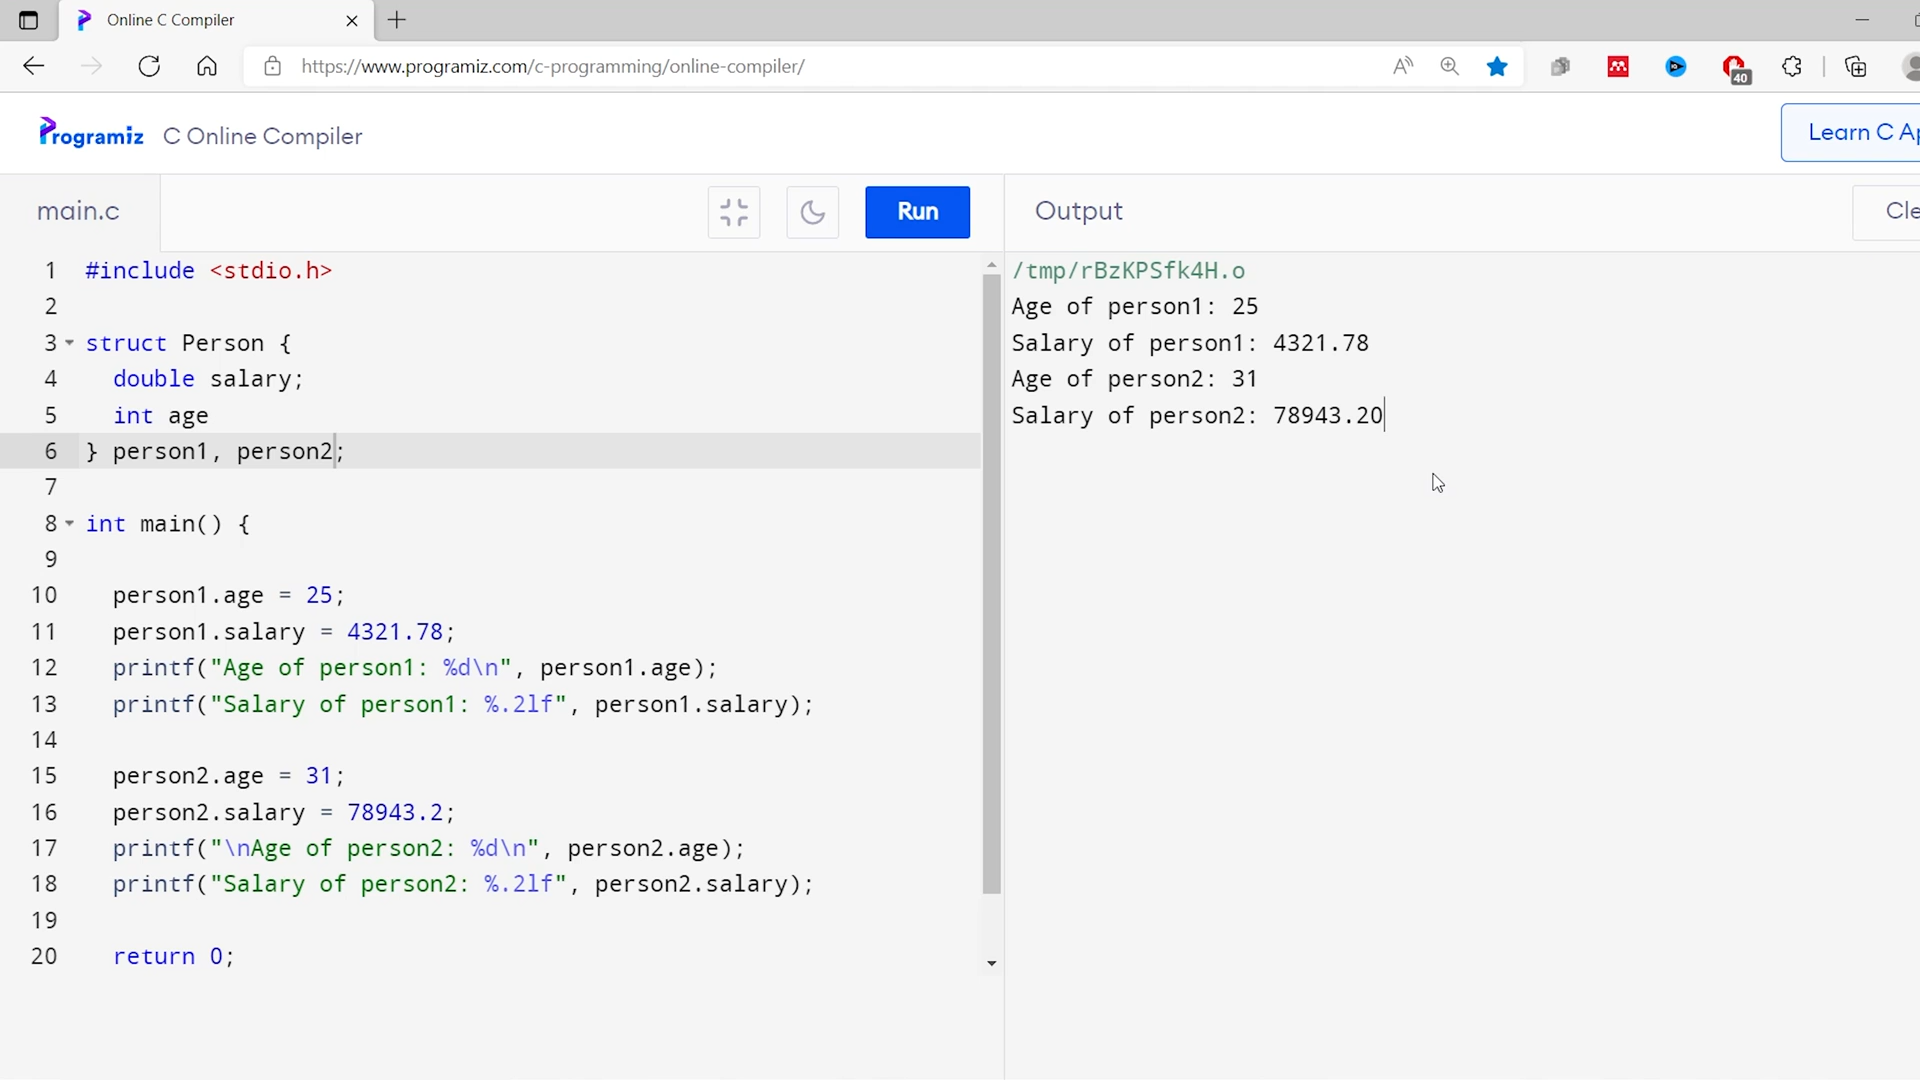 Online C Compiler
https://www.programiz.com/c-programming/online-compiler/
40
Programiz C Online Compiler
Learn C Ap
main.c
Run
Output
Cle
1 #include <stdio.h>
2
3 struct Person {
4 double salary;
5 int age
6 } person1, person2;
7
8 int main() {
9
10 person1.age = 25;
11 person1.salary = 4321.78;
12 printf("Age of person1: %d\n", person1.age);
13 printf("Salary of person1: %.2lf", person1.salary);
14
15 person2.age = 31;
16 person2.salary = 78943.2;
17 printf("\nAge of person2: %d\n", person2.age);
18 printf("Salary of person2: %.2lf", person2.salary);
19
20 return 0;
/tmp/rBzKPSfk4H.o
Age of person1: 25
Salary of person1: 4321.78
Age of person2: 31
Salary of person2: 78943.20